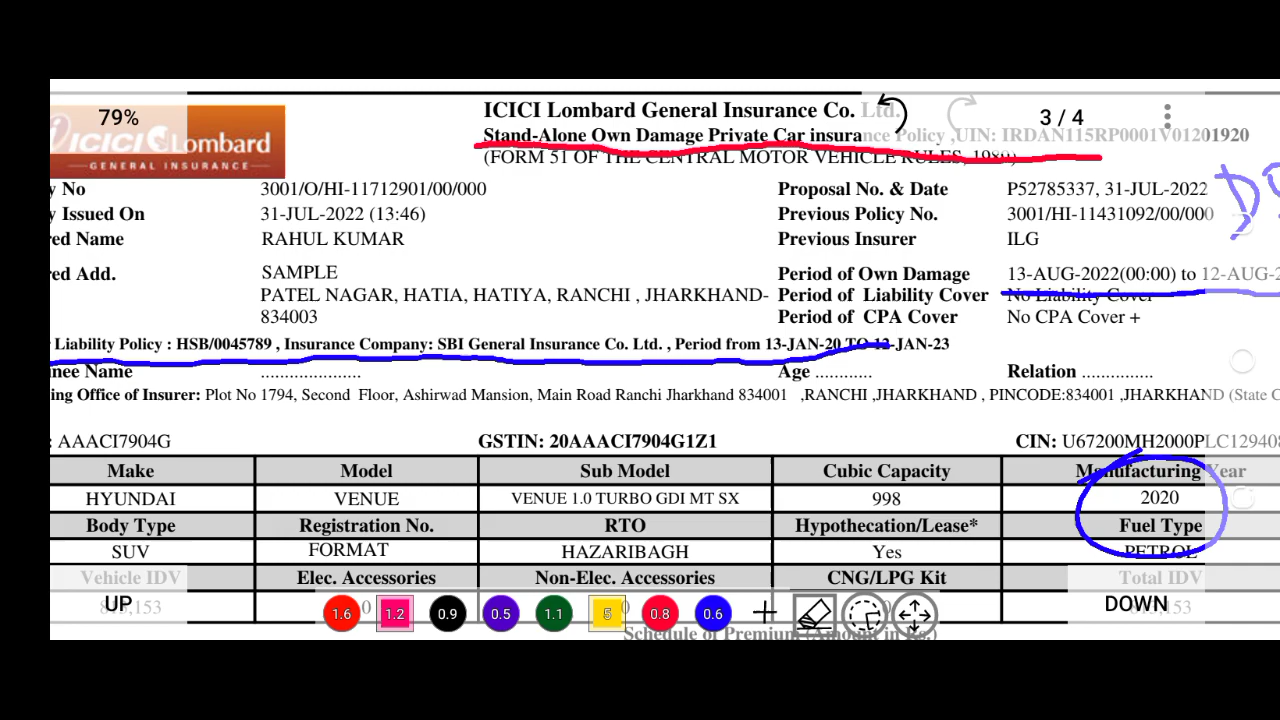 79%
ICICI Lombard
GENERAL INSURANCE
ICICI Lombard General Insurance Co. Ltd.
3 / 4
Stand-Alone Own Damage Private Car insurance Policy ,UIN: IRDAN115RP0001V01201920
(FORM 51 OF THE CENTRAL MOTOR VEHICLE RULES, 1989)
y No 3001/O/HI-11712901/00/000 Proposal No. & Date P52785337, 31-JUL-2022
y Issued On 31-JUL-2022 (13:46) Previous Policy No. 3001/HI-11431092/00/000
red Name RAHUL KUMAR Previous Insurer ILG
red Add. SAMPLE Period of Own Damage 13-AUG-2022(00:00) to 12-AUG-2
PATEL NAGAR, HATIA, HATIYA, RANCHI , JHARKHAND- Period of Liability Cover No Liability Cover
834003 Period of CPA Cover No CPA Cover +
Liability Policy : HSB/0045789 , Insurance Company: SBI General Insurance Co. Ltd. , Period from 13-JAN-20 TO 12-JAN-23
nee Name ..................... Age ............ Relation ...............
ing Office of Insurer: Plot No 1794, Second Floor, Ashirwad Mansion, Main Road Ranchi Jharkhand 834001 ,RANCHI ,JHARKHAND , PINCODE:834001 ,JHARKHAND (State C
: AAACI7904G GSTIN: 20AAACI7904G1Z1 CIN: U67200MH2000PLC129408
Make Model Sub Model Cubic Capacity Manufacturing Year
HYUNDAI VENUE VENUE 1.0 TURBO GDI MT SX 998 2020
Body Type Registration No. RTO Hypothecation/Lease* Fuel Type
SUV FORMAT HAZARIBAGH Yes PETROL
Vehicle IDV Elec. Accessories Non-Elec. Accessories CNG/LPG Kit Total IDV
153 0 0 0 153
UP 1.6 1.2 0.9 0.5 1.1 5 0.8 0.6 DOWN
Schedule of Premium (Amount in Rs.)